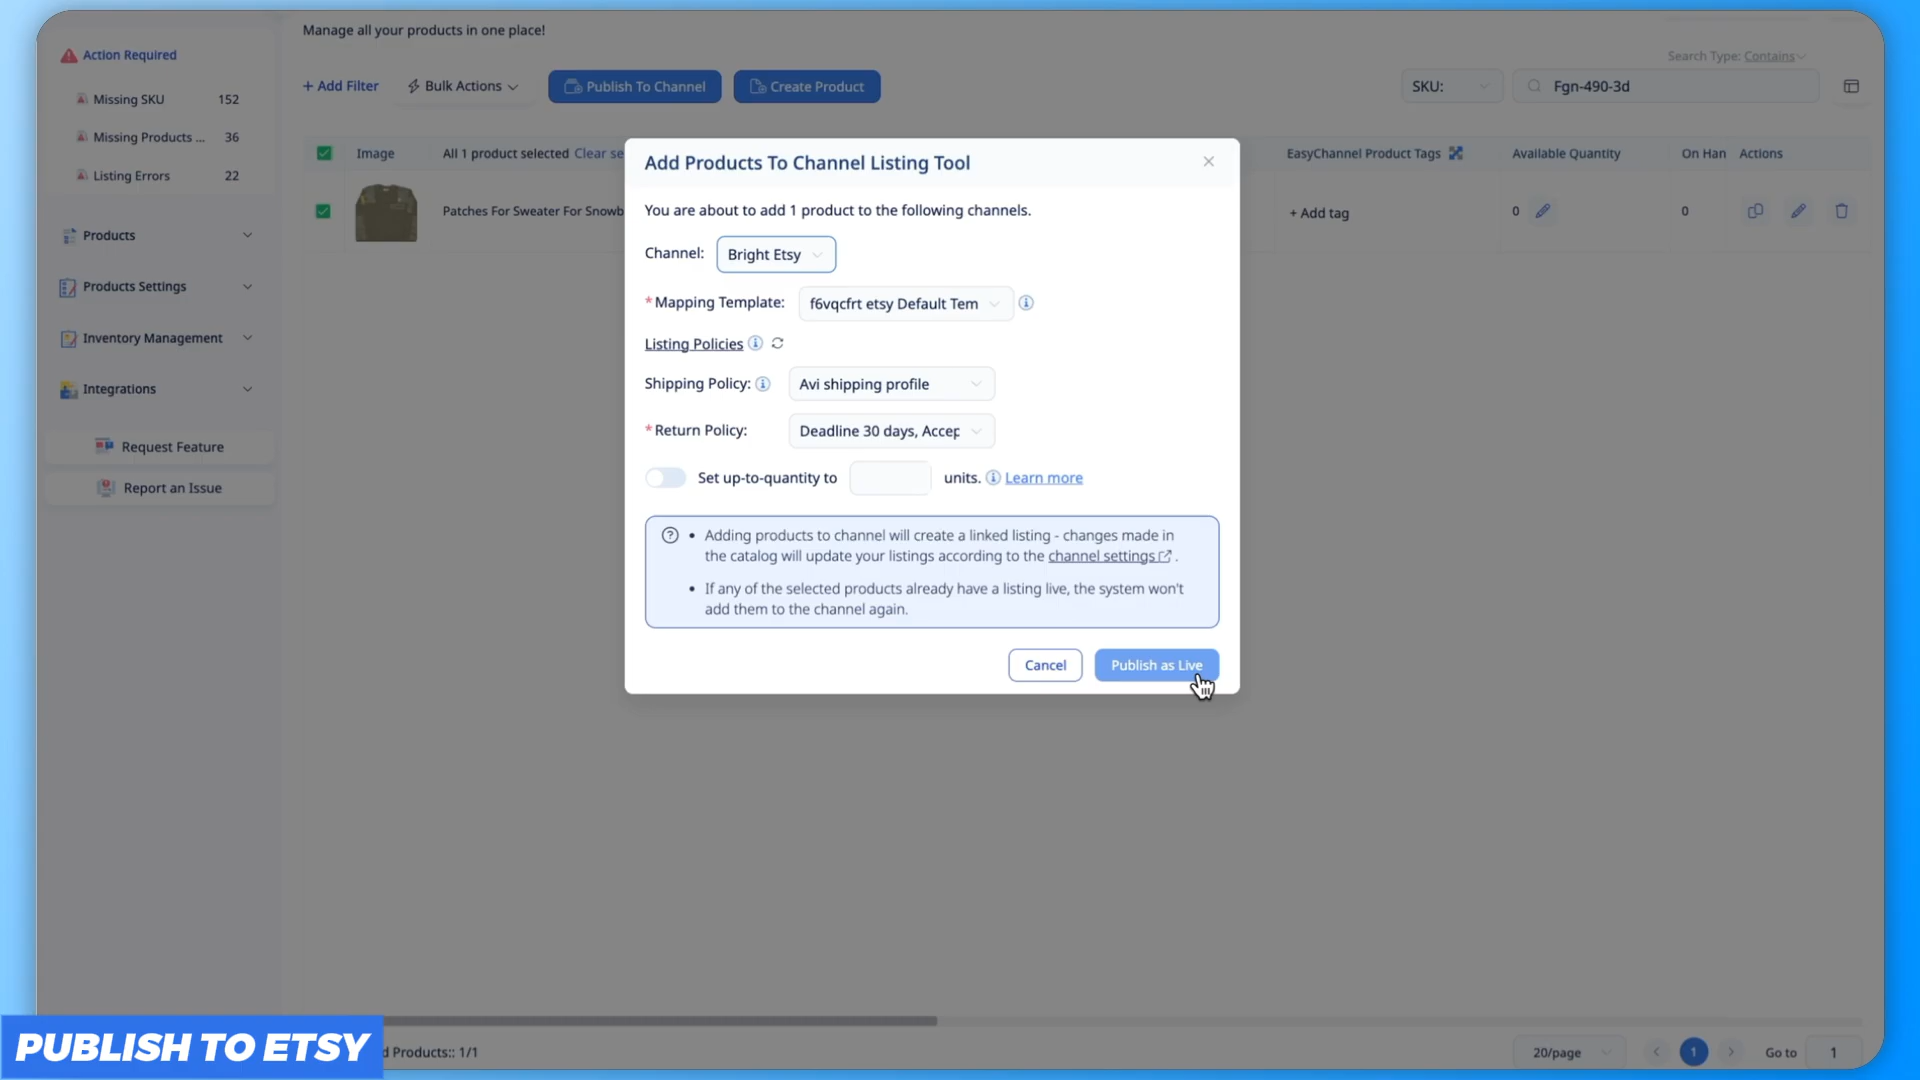 Manage all your products in one place!
Action Required
Search Type: Contains
+ Add Filter
Bulk Actions
Publish To Channel
Create Product
SKU:
Fgn-490-3d
Missing SKU 152
Missing Products ... 36
Listing Errors 22
Image
All 1 product selected Clear se
EasyChannel Product Tags
Available Quantity
On Han
Actions
Patches For Sweater For Snowb
+ Add tag
0
0
Products
Products Settings
Inventory Management
Integrations
Request Feature
Report an Issue
Add Products To Channel Listing Tool
You are about to add 1 product to the following channels.
Channel: Bright Etsy
* Mapping Template: f6vqcfrt etsy Default Tem
Listing Policies
Shipping Policy: Avi shipping profile
* Return Policy: Deadline 30 days, Accep
Set up-to-quantity to units. Learn more
• Adding products to channel will create a linked listing - changes made in
the catalog will update your listings according to the channel settings .
• If any of the selected products already have a listing live, the system won't
add them to the channel again.
Cancel
Publish as Live
PUBLISH TO ETSY
d Products:: 1/1
20/page
1
Go to
1